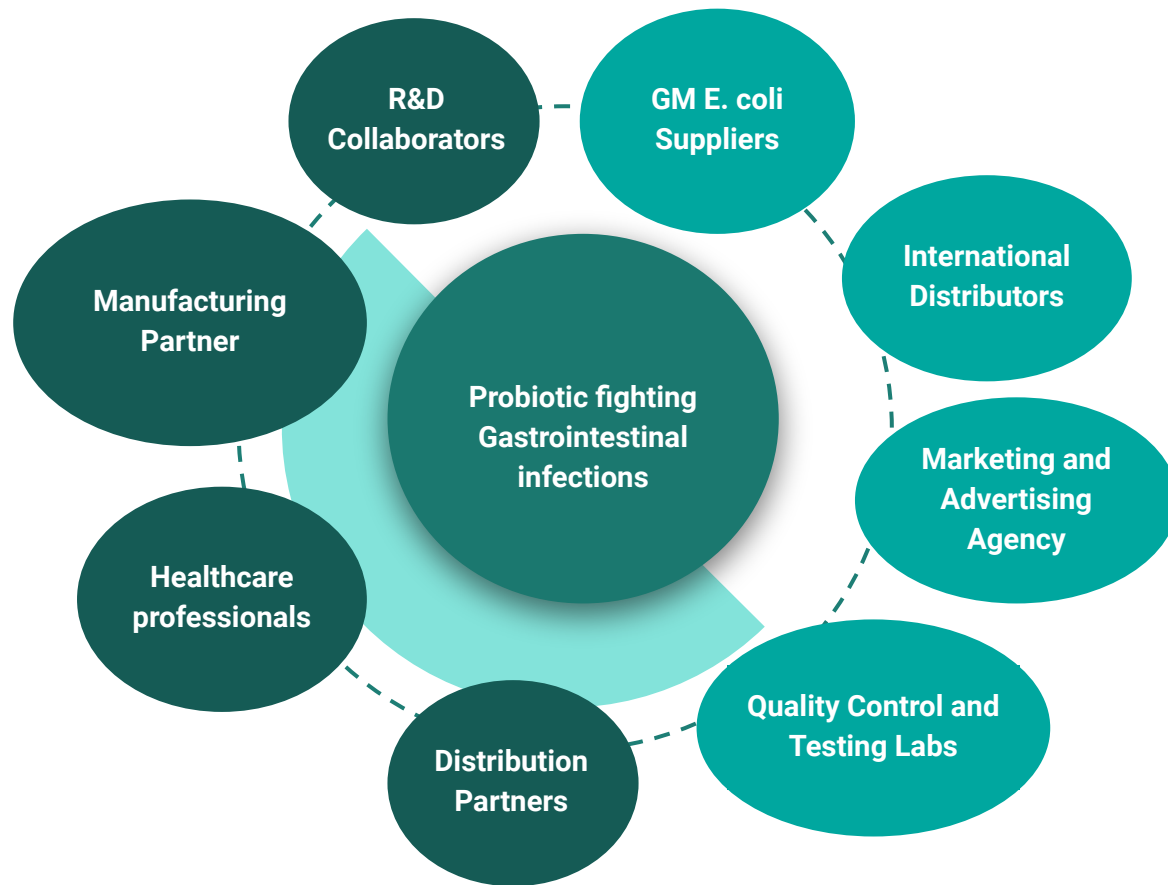 R&D
Collaborators
GM E. coli
Suppliers
International
Distributors
Manufacturing
Partner
Probiotic fighting
Gastrointestinal
infections
Marketing and
Advertising
Agency
Healthcare
professionals
Quality Control and
Testing Labs
Distribution
Partners